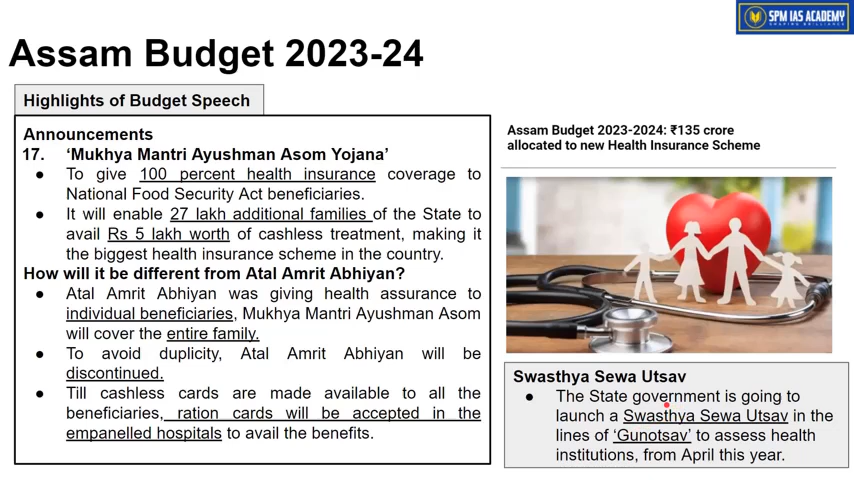 SPM IAS ACADEMY
SHAPING BRILLIANCE
Assam Budget 2023-24
Highlights of Budget Speech
Announcements
17. ‘Mukhya Mantri Ayushman Asom Yojana’
● To give 100 percent health insurance coverage to
National Food Security Act beneficiaries.
● It will enable 27 lakh additional families of the State to
avail Rs 5 lakh worth of cashless treatment, making it
the biggest health insurance scheme in the country.
How will it be different from Atal Amrit Abhiyan?
● Atal Amrit Abhiyan was giving health assurance to
individual beneficiaries, Mukhya Mantri Ayushman Asom
will cover the entire family.
● To avoid duplicity, Atal Amrit Abhiyan will be
discontinued.
● Till cashless cards are made available to all the
beneficiaries, ration cards will be accepted in the
empanelled hospitals to avail the benefits.
Assam Budget 2023-2024: ₹135 crore
allocated to new Health Insurance Scheme
Swasthya Sewa Utsav
● The State government is going to
launch a Swasthya Sewa Utsav in the
lines of ‘Gunotsav’ to assess health
institutions, from April this year.